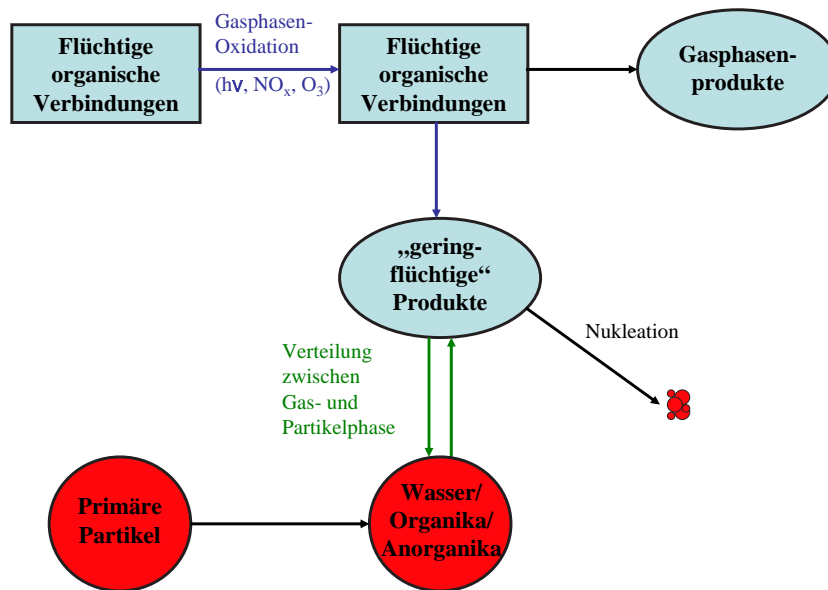 Flüchtige
organische
Verbindungen
Gasphasen-
Oxidation
(hν, NOₓ, O₃)
Flüchtige
organische
Verbindungen
Gasphasen-
produkte
„gering-
flüchtige“
Produkte
Nukleation
Verteilung
zwischen
Gas- und
Partikelphase
Primäre
Partikel
Wasser/
Organika/
Anorganika